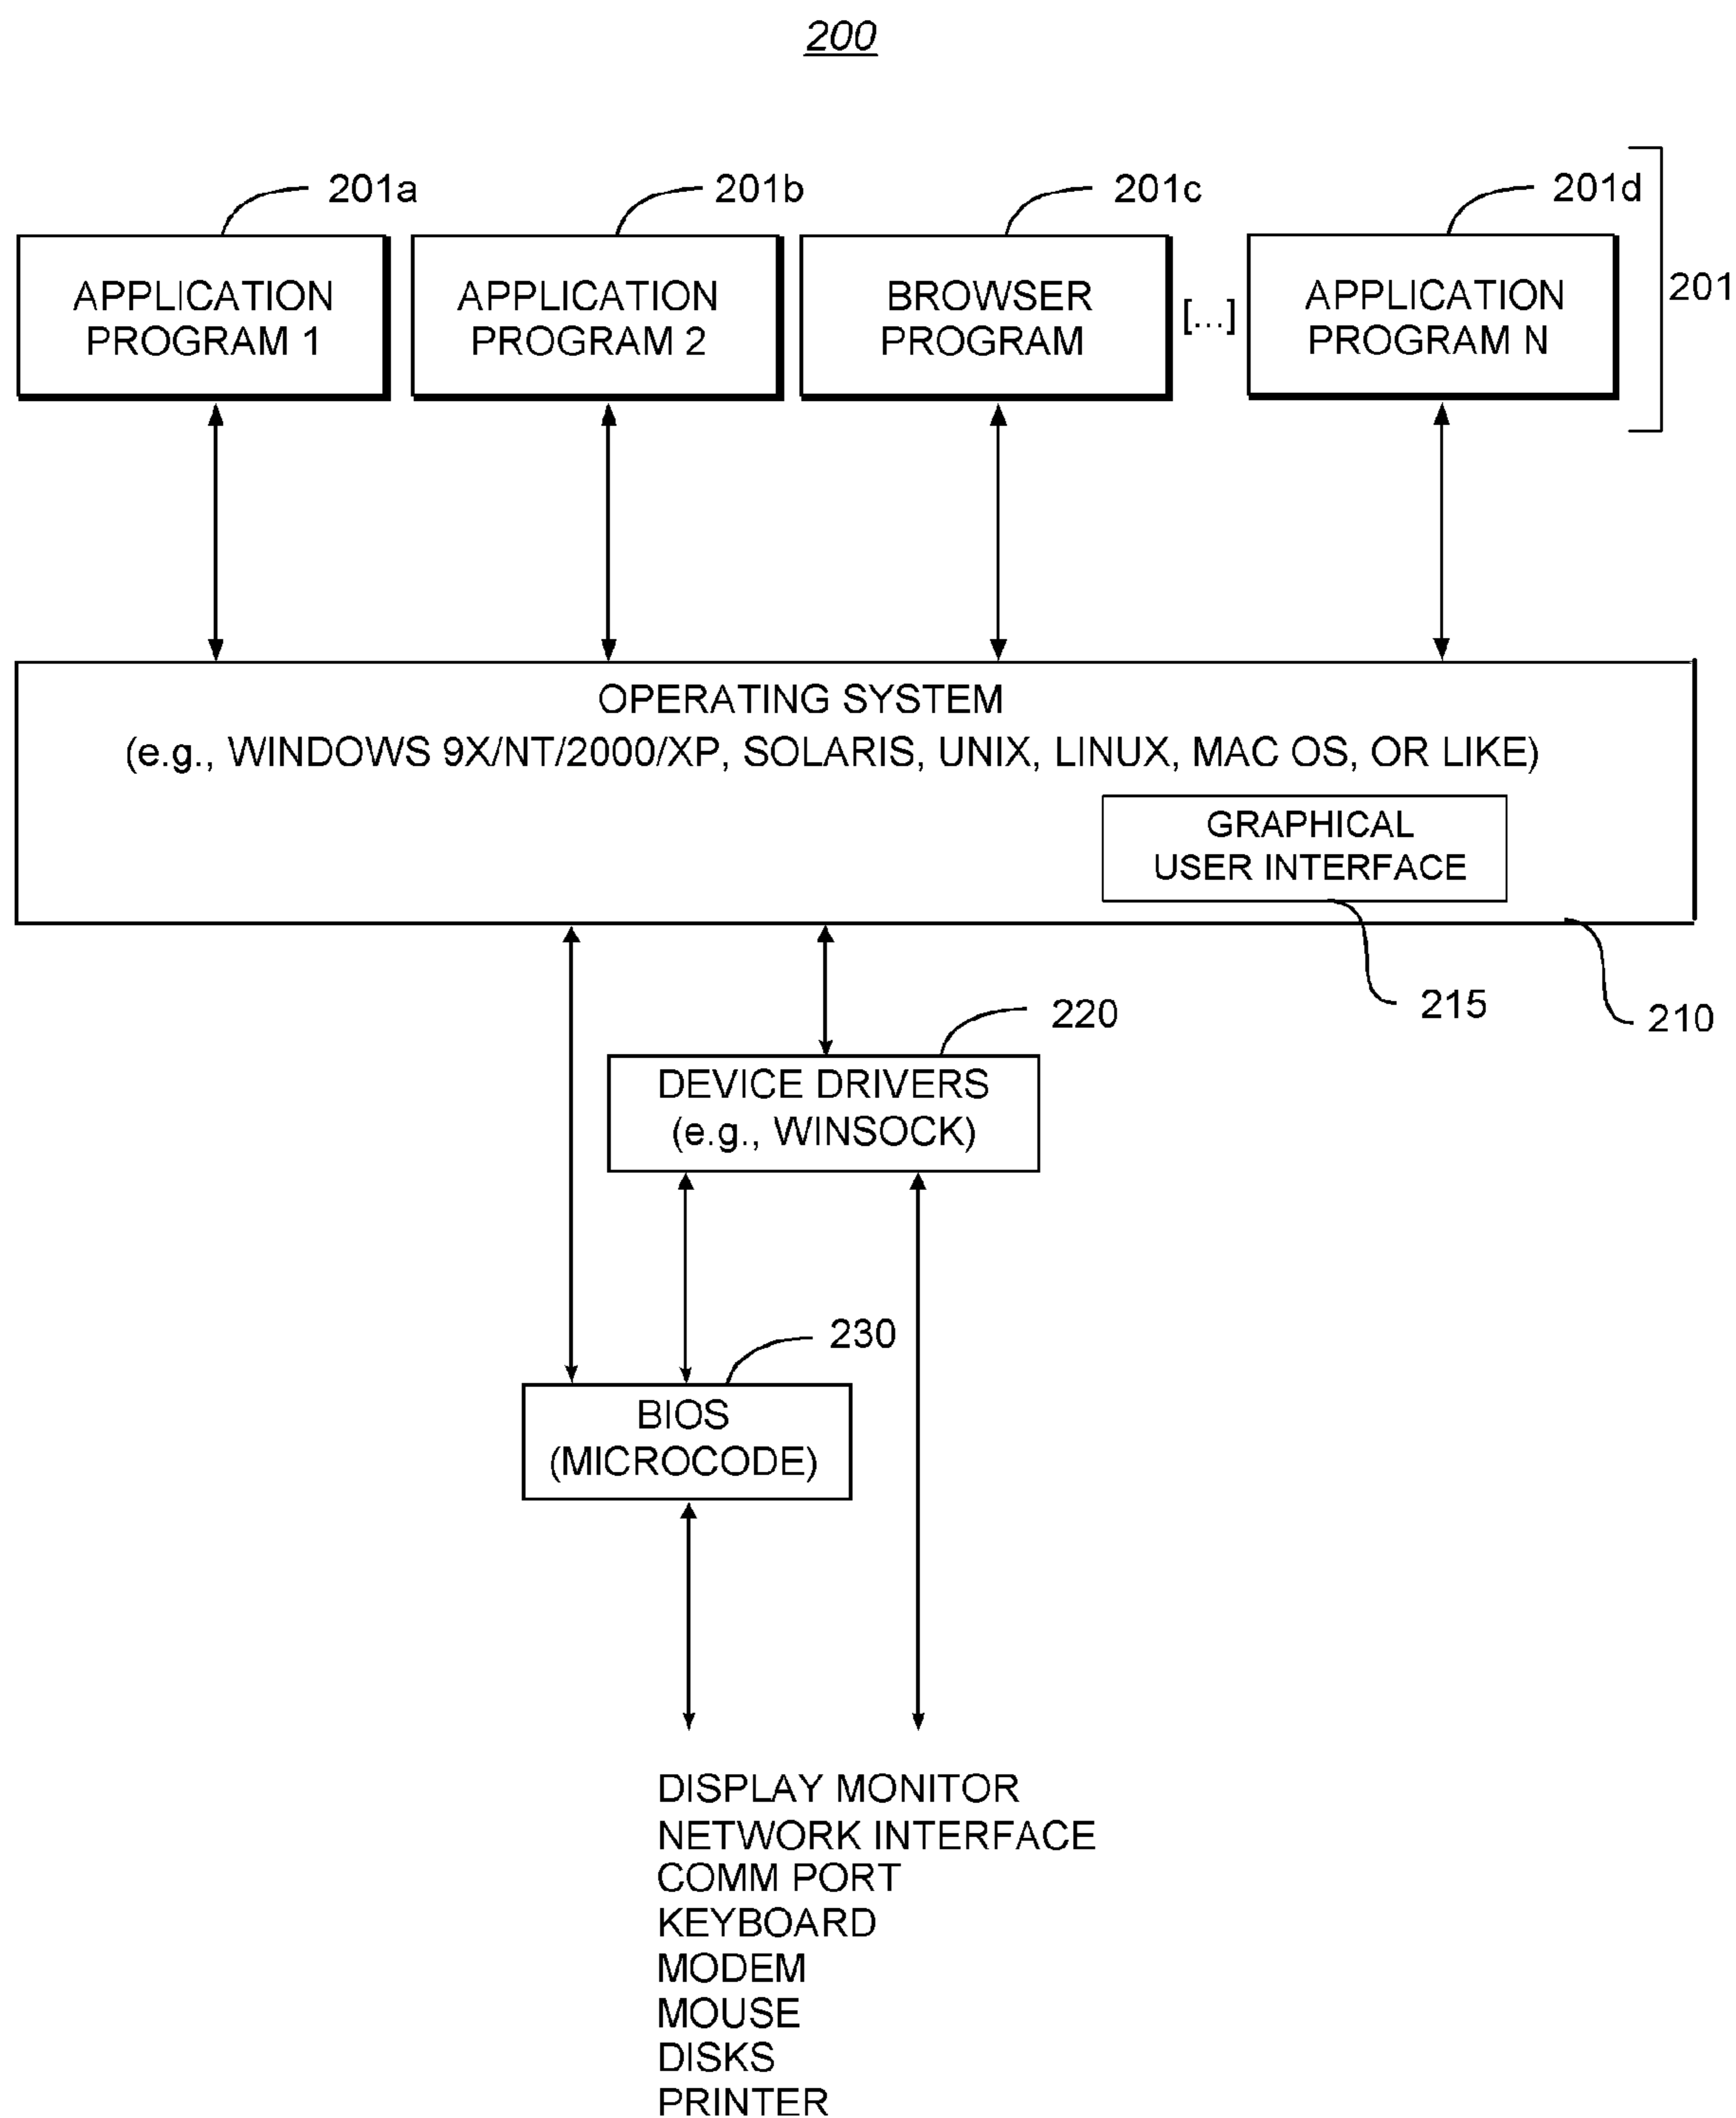 200
201a
201b
201c
201d
201
APPLICATION
PROGRAM 1
APPLICATION
PROGRAM 2
BROWSER
PROGRAM
[...]
APPLICATION
PROGRAM N
OPERATING SYSTEM
(e.g., WINDOWS 9X/NT/2000/XP, SOLARIS, UNIX, LINUX, MAC OS, OR LIKE)
GRAPHICAL
USER INTERFACE
215
210
220
DEVICE DRIVERS
(e.g., WINSOCK)
230
BIOS
(MICROCODE)
DISPLAY MONITOR
NETWORK INTERFACE
COMM PORT
KEYBOARD
MODEM
MOUSE
DISKS
PRINTER